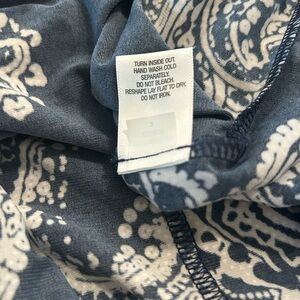 TURN INSIDE OUT.
HAND WASH COLD
SEPARATELY.
DO NOT BLEACH.
RESHAPE LAY FLAT TO DRY.
DO NOT IRON.